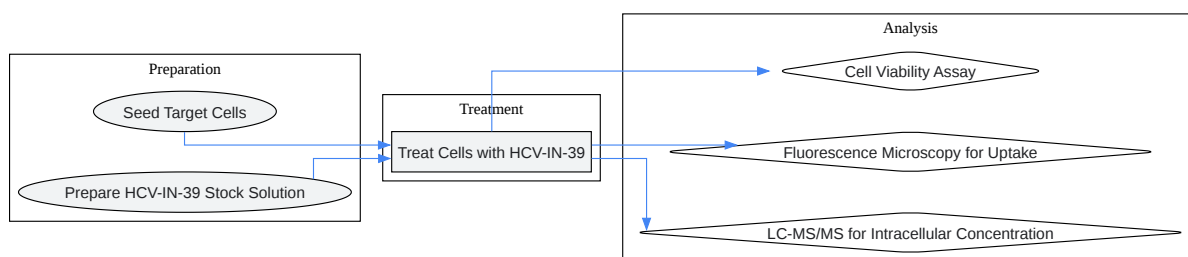 Preparation
Seed Target Cells
Prepare HCV-IN-39 Stock Solution
Treatment
Treat Cells with HCV-IN-39
Analysis
Cell Viability Assay
Fluorescence Microscopy for Uptake
LC-MS/MS for Intracellular Concentration